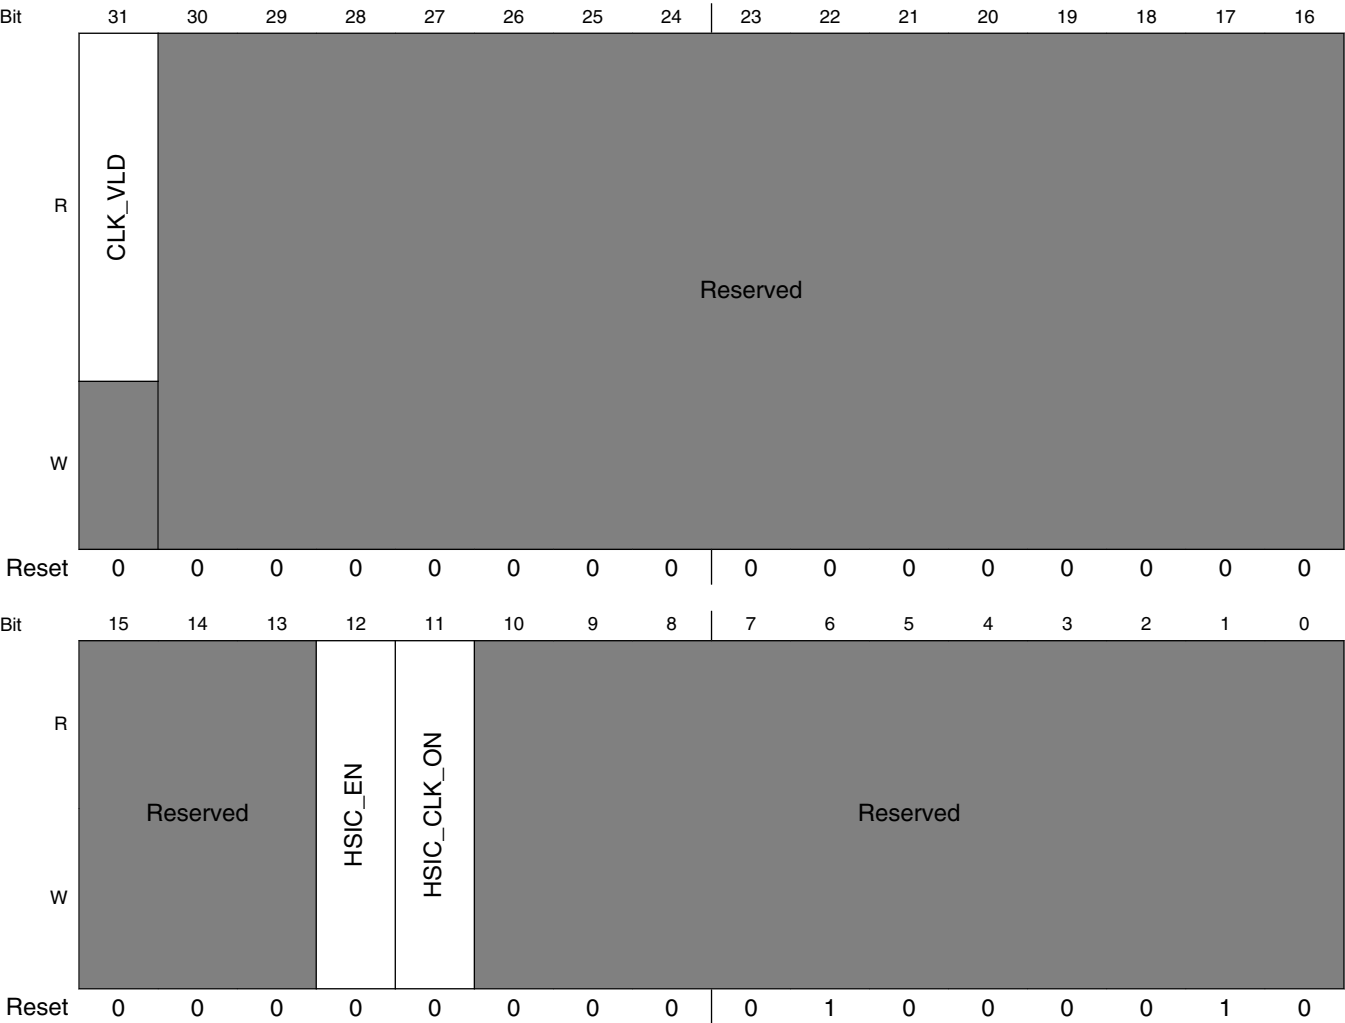 Bit 31 30 29 28 27 26 25 24 23 22 21 20 19 18 17 16
R
CLK_VLD
Reserved
W
Reset 0 0 0 0 0 0 0 0 0 0 0 0 0 0 0 0
Bit 15 14 13 12 11 10 9 8 7 6 5 4 3 2 1 0
R
Reserved HSIC_EN HSIC_CLK_ON Reserved
W
Reset 0 0 0 0 0 0 0 0 0 1 0 0 0 0 1 0